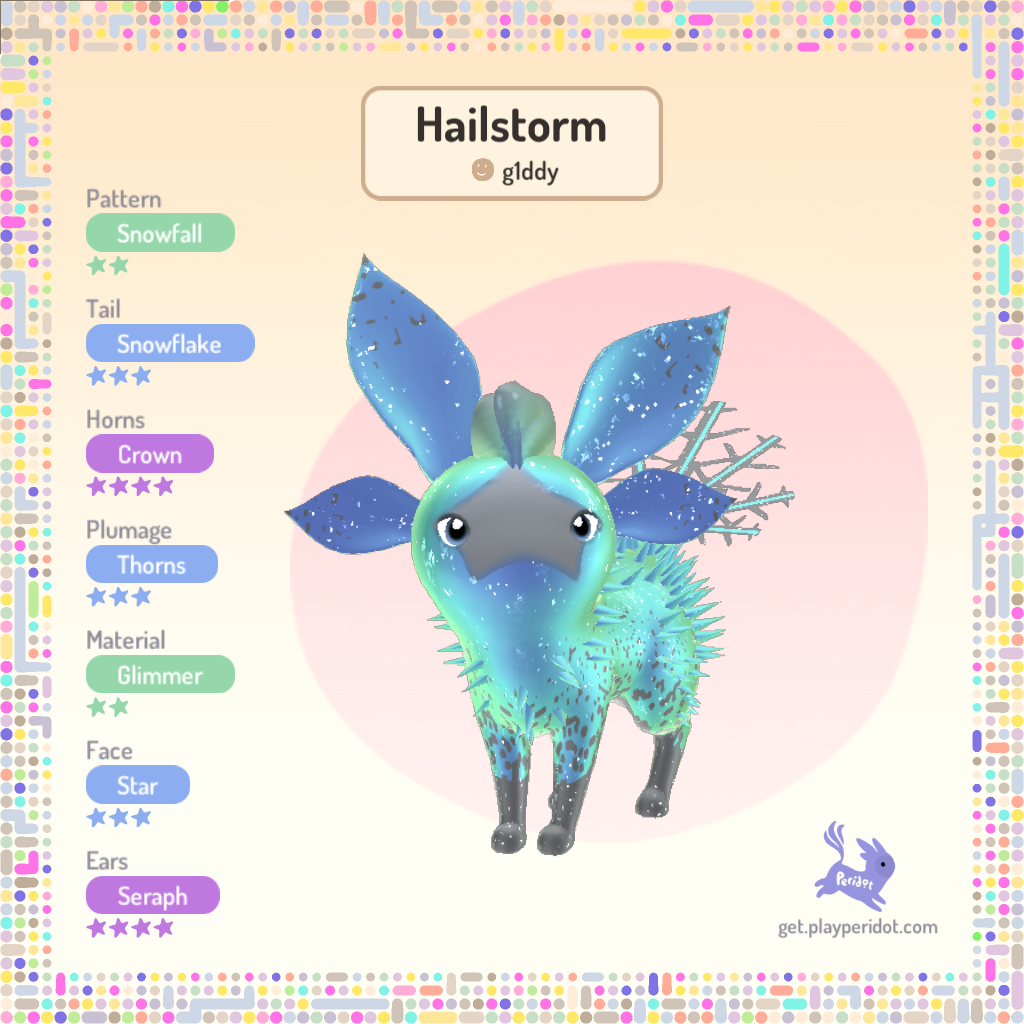 Hailstorm
g1ddy
Pattern
Snowfall
Tail
Snowflake
Horns
Crown
Plumage
Thorns
Material
Glimmer
Face
Star
Ears
Seraph
Peridot
get.playperidot.com